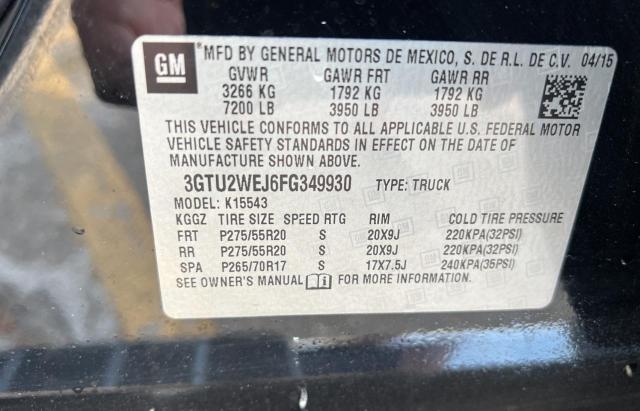 GM MFD BY GENERAL MOTORS DE MEXICO, S. DE R.L. DE C.V. 04/15
GVWR GAWR FRT GAWR RR
3266 KG 1792 KG 1792 KG
7200 LB 3950 LB 3950 LB
THIS VEHICLE CONFORMS TO ALL APPLICABLE U.S. FEDERAL MOTOR
VEHICLE SAFETY STANDARDS IN EFFECT ON THE DATE OF
MANUFACTURE SHOWN ABOVE.
3GTU2WEJ6FG349930 TYPE: TRUCK
MODEL: K15543
KGGZ TIRE SIZE SPEED RTG RIM COLD TIRE PRESSURE
FRT P275/55R20 S 20X9J 220KPA(32PSI)
RR P275/55R20 S 20X9J 220KPA(32PSI)
SPA P265/70R17 S 17X7.5J 240KPA(35PSI)
SEE OWNER'S MANUAL FOR MORE INFORMATION.